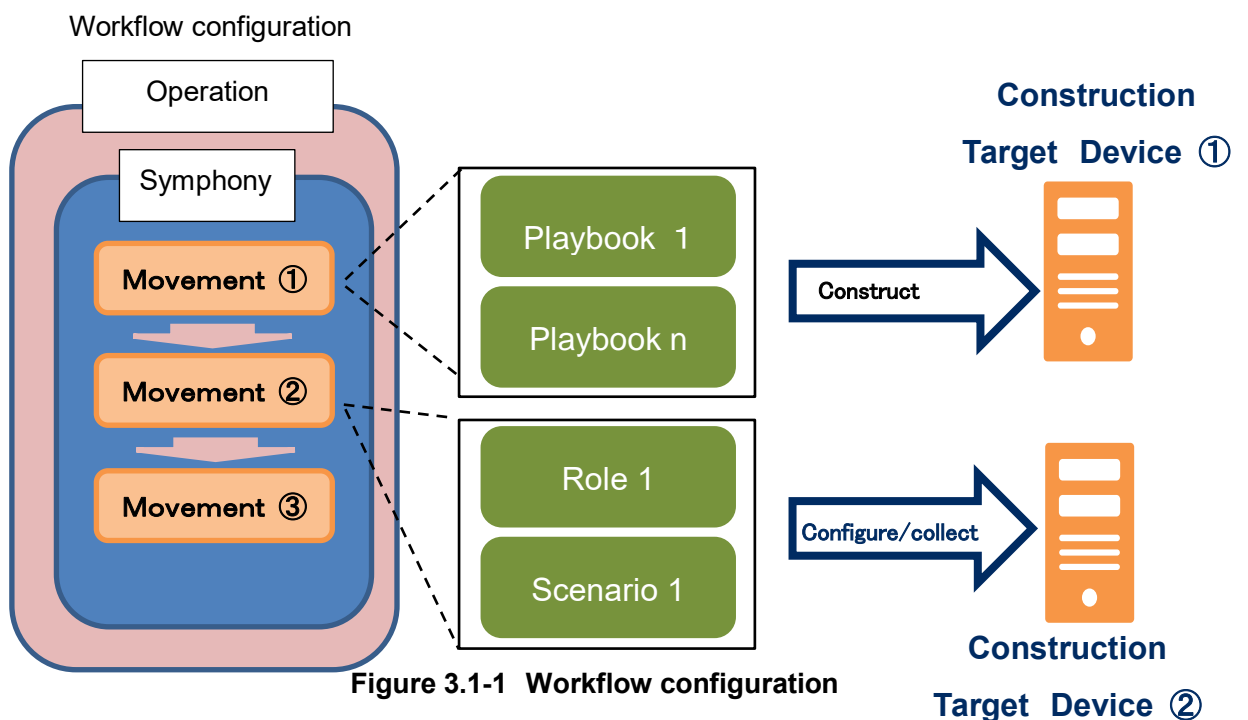 Workflow configuration
Operation
Symphony
Movement ①
Movement ②
Movement ③
Playbook 1
Playbook n
Role 1
Scenario 1
Construct
Configure/collect
Construction
Target Device ①
Construction
Target Device ②
Figure 3.1-1 Workflow configuration